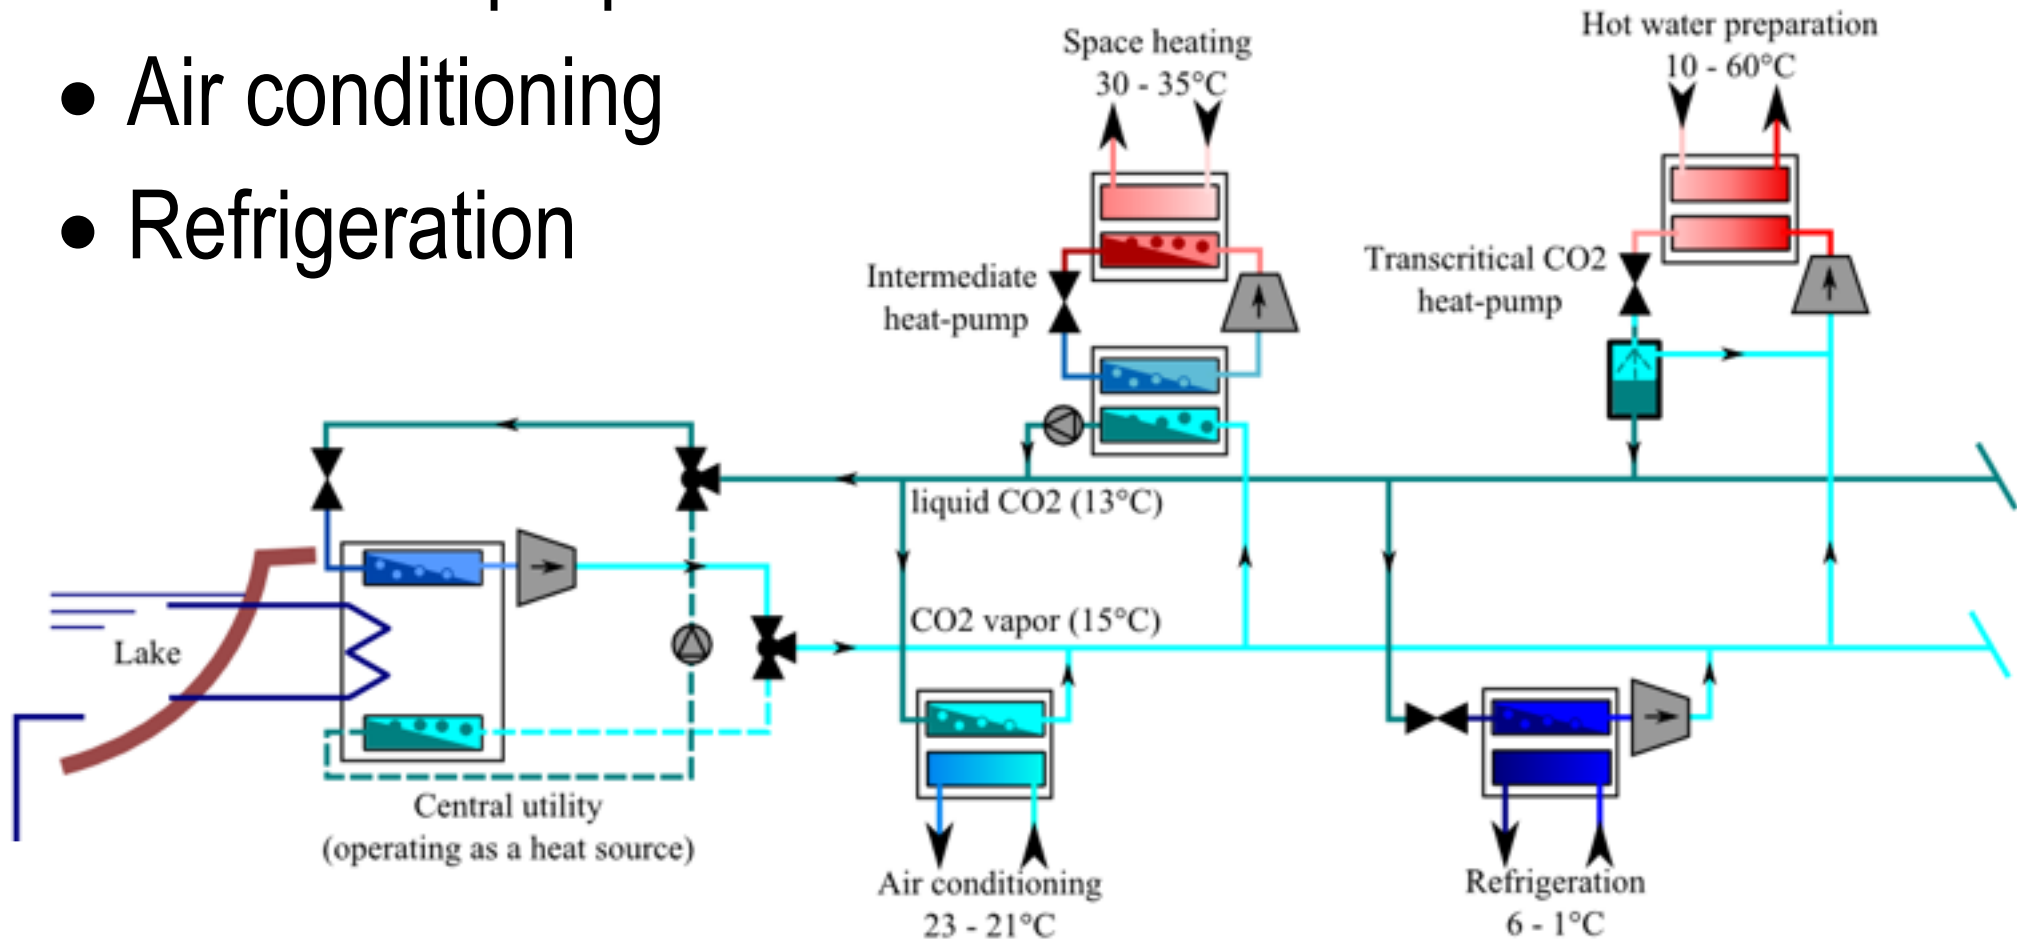 • Air conditioning
• Refrigeration
Space heating
30 - 35°C
Hot water preparation
10 - 60°C
Intermediate
heat-pump
Transcritical CO2
heat-pump
liquid CO2 (13°C)
CO2 vapor (15°C)
Lake
Central utility
(operating as a heat source)
Air conditioning
23 - 21°C
Refrigeration
6 - 1°C